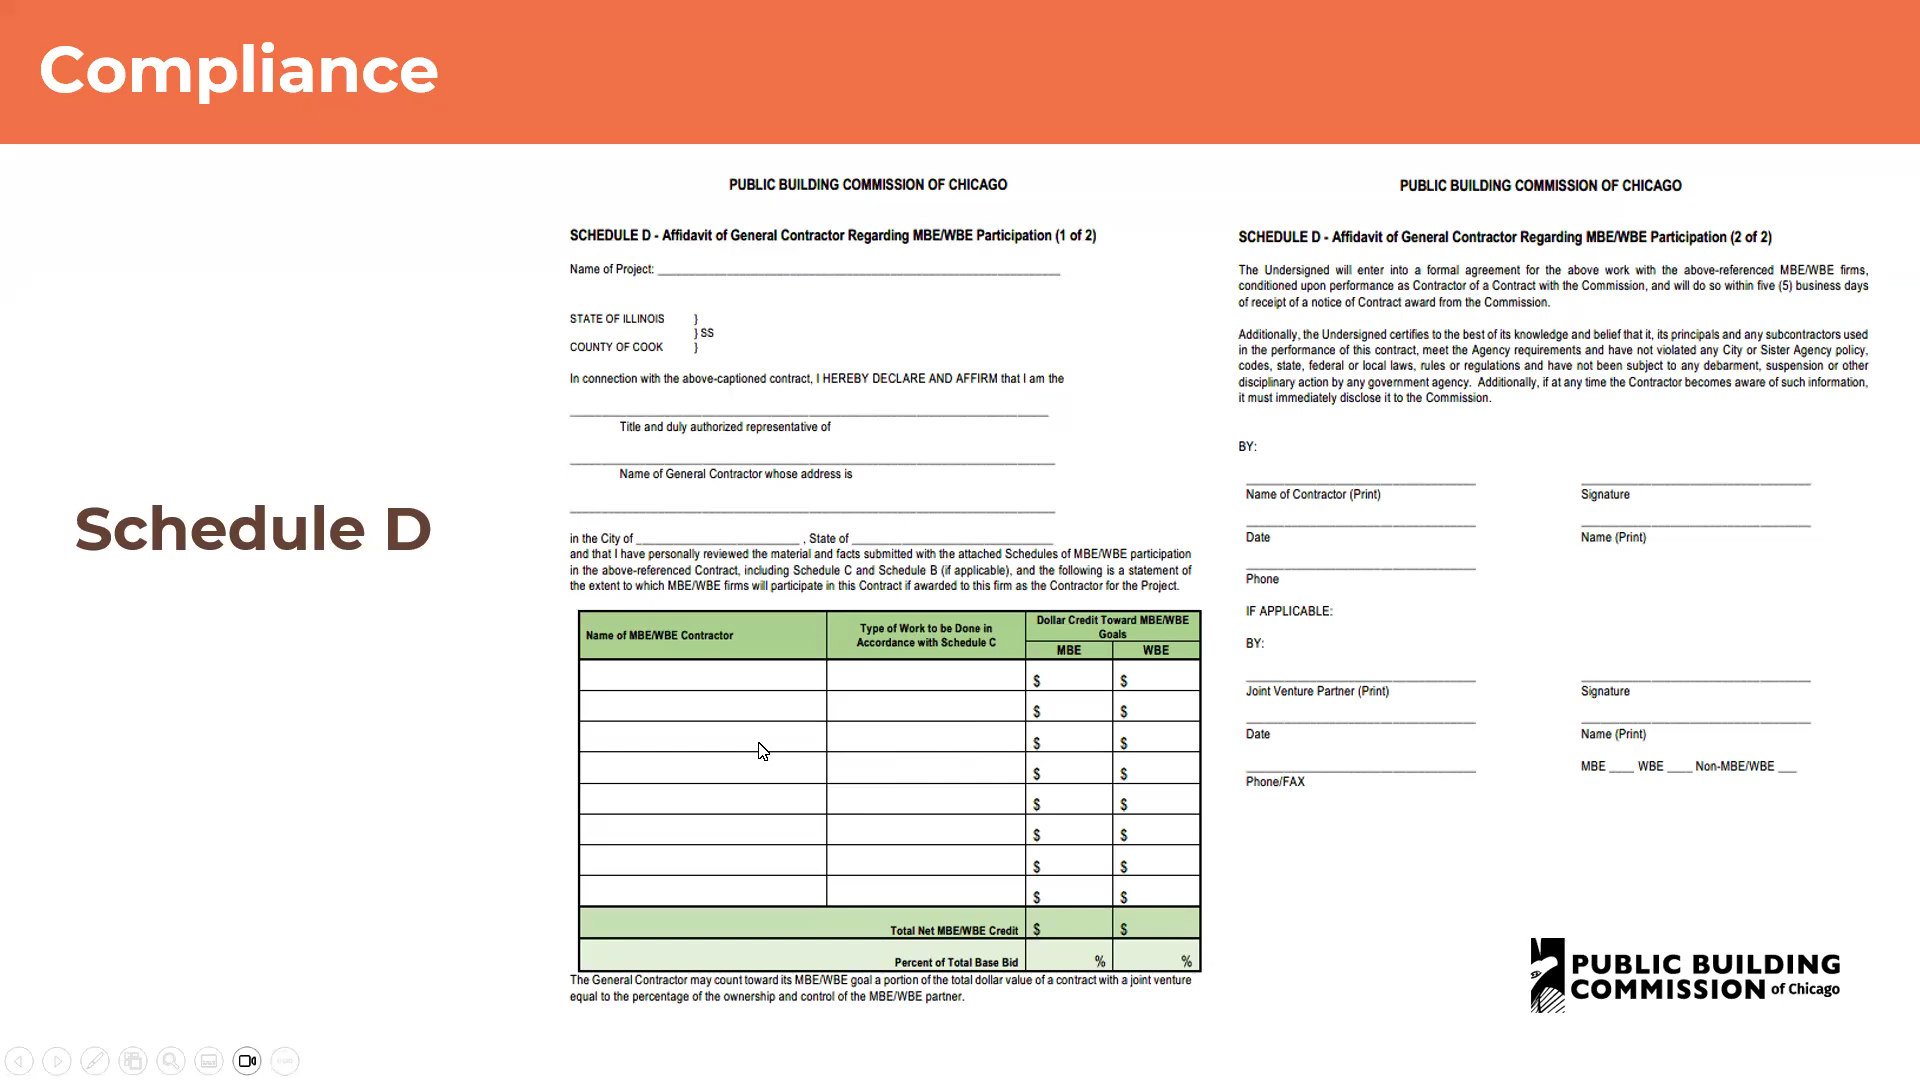 Compliance
Schedule D
PUBLIC BUILDING COMMISSION OF CHICAGO
SCHEDULE D - Affidavit of General Contractor Regarding MBE/WBE Participation (1 of 2)
Name of Project: ____
STATE OF ILLINOIS }
} SS
COUNTY OF COOK }
In connection with the above-captioned contract, I HEREBY DECLARE AND AFFIRM that I am the
Title and duly authorized representative of
Name of General Contractor whose address is
in the City of ____ , State of ____
and that I have personally reviewed the material and facts submitted with the attached Schedules of MBE/WBE participation
in the above-referenced Contract, including Schedule C and Schedule B (if applicable), and the following is a statement of
the extent to which MBE/WBE firms will participate in this Contract if awarded to this firm as the Contractor for the Project.
Name of MBE/WBE Contractor
Type of Work to be Done in
Accordance with Schedule C
Dollar Credit Toward MBE/WBE
Goals
MBE WBE
$ $
$ $
$ $
$ $
$ $
$ $
$ $
$ $
Total Net MBE/WBE Credit $ $
Percent of Total Base Bid % %
The General Contractor may count toward its MBE/WBE goal a portion of the total dollar value of a contract with a joint venture
equal to the percentage of the ownership and control of the MBE/WBE partner.
PUBLIC BUILDING COMMISSION OF CHICAGO
SCHEDULE D - Affidavit of General Contractor Regarding MBE/WBE Participation (2 of 2)
The Undersigned will enter into a formal agreement for the above work with the above-referenced MBE/WBE firms,
conditioned upon performance as Contractor of a Contract with the Commission, and will do so within five (5) business days
of receipt of a notice of Contract award from the Commission.
Additionally, the Undersigned certifies to the best of its knowledge and belief that it, its principals and any subcontractors used
in the performance of this contract, meet the Agency requirements and have not violated any City or Sister Agency policy,
codes, state, federal or local laws, rules or regulations and have not been subject to any debarment, suspension or other
disciplinary action by any government agency. Additionally, if at any time the Contractor becomes aware of such information,
it must immediately disclose it to the Commission.
BY:
Name of Contractor (Print) Signature
Date Name (Print)
Phone
IF APPLICABLE:
BY:
Joint Venture Partner (Print) Signature
Date Name (Print)
MBE ____ WBE ____ Non-MBE/WBE ___
Phone/FAX
PUBLIC BUILDING
COMMISSION of Chicago